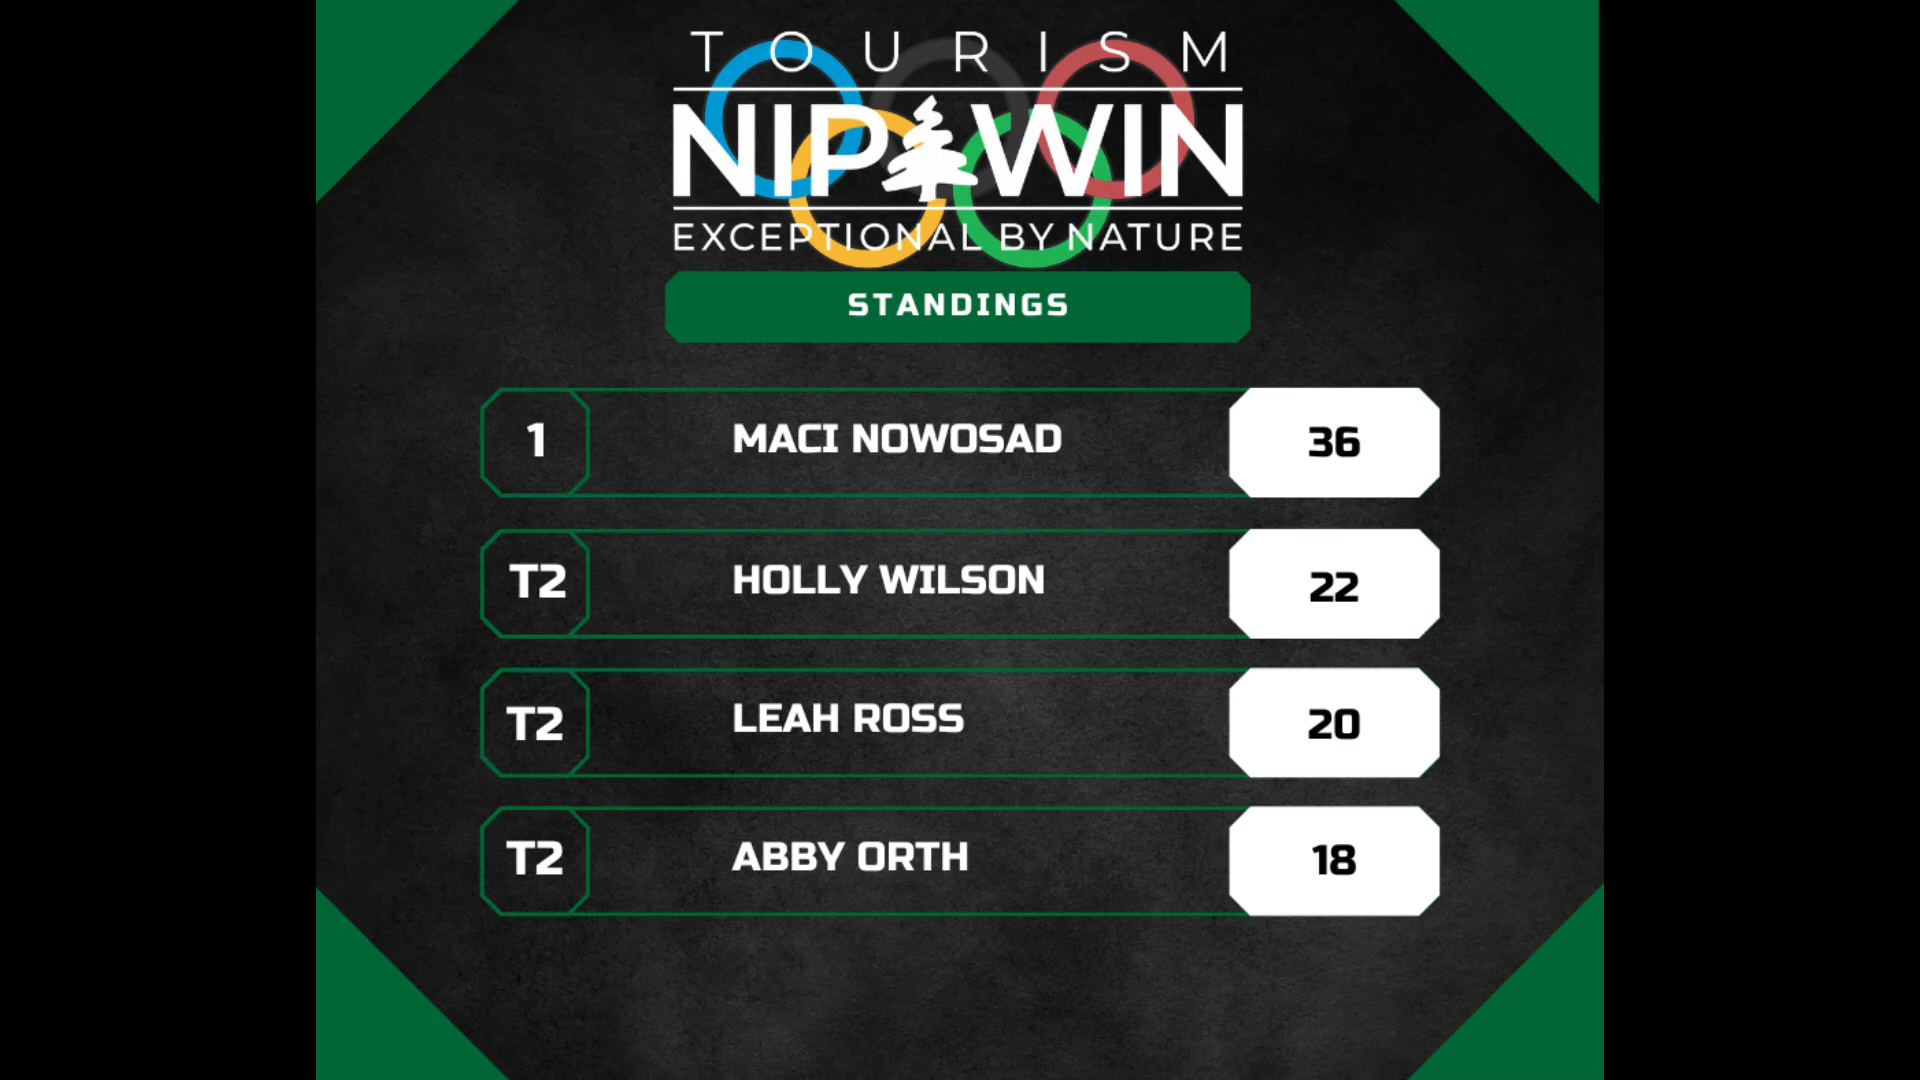 TOURISM
NIPAWIN
EXCEPTIONAL BY NATURE
STANDINGS
1 MACI NOWOSAD 36
T2 HOLLY WILSON 22
T2 LEAH ROSS 20
T2 ABBY ORTH 18